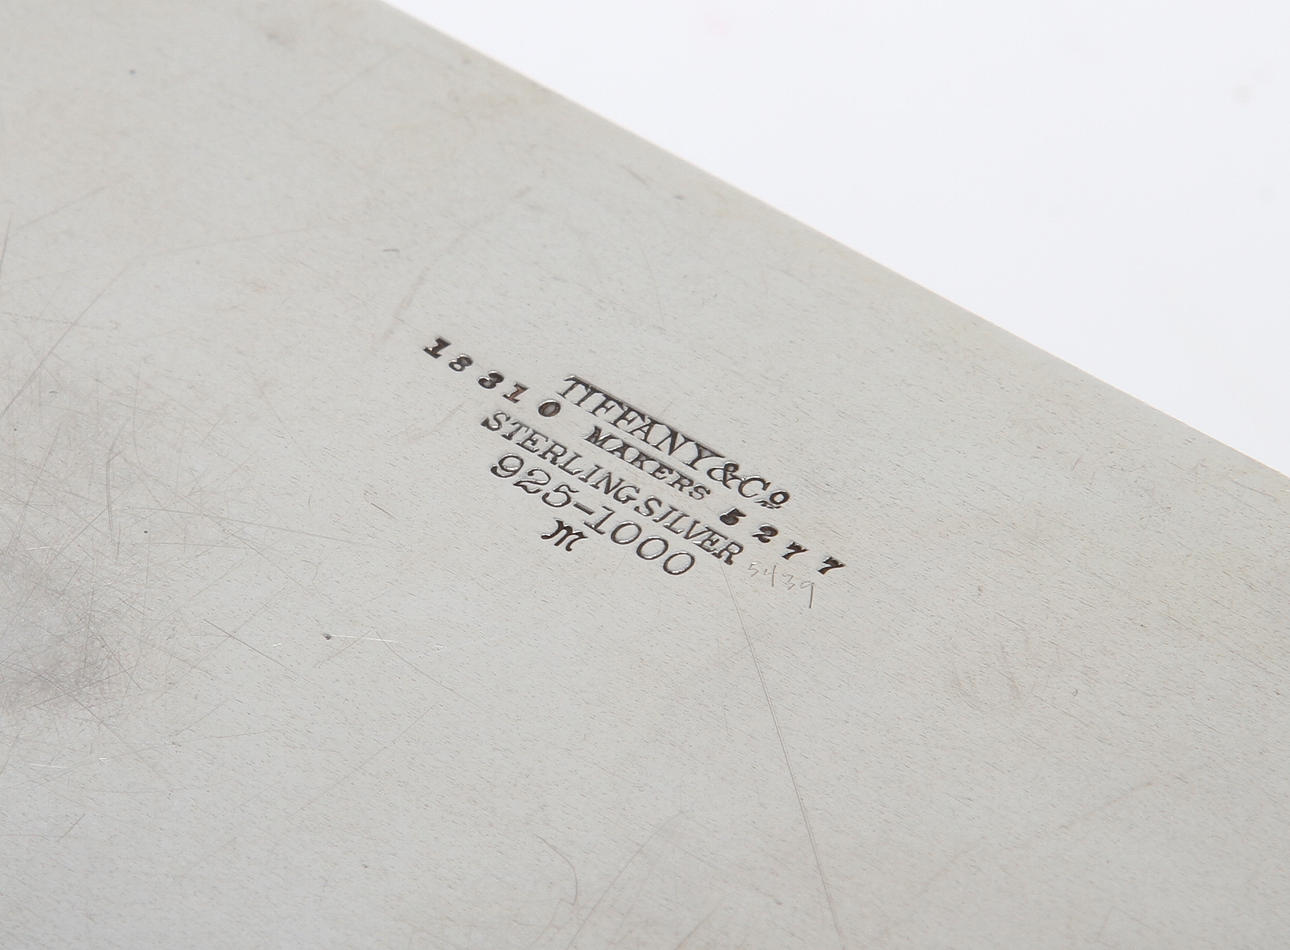 TIFFANY & Co
18310 MAKERS 5277
STERLING SILVER
925-1000
M
5439